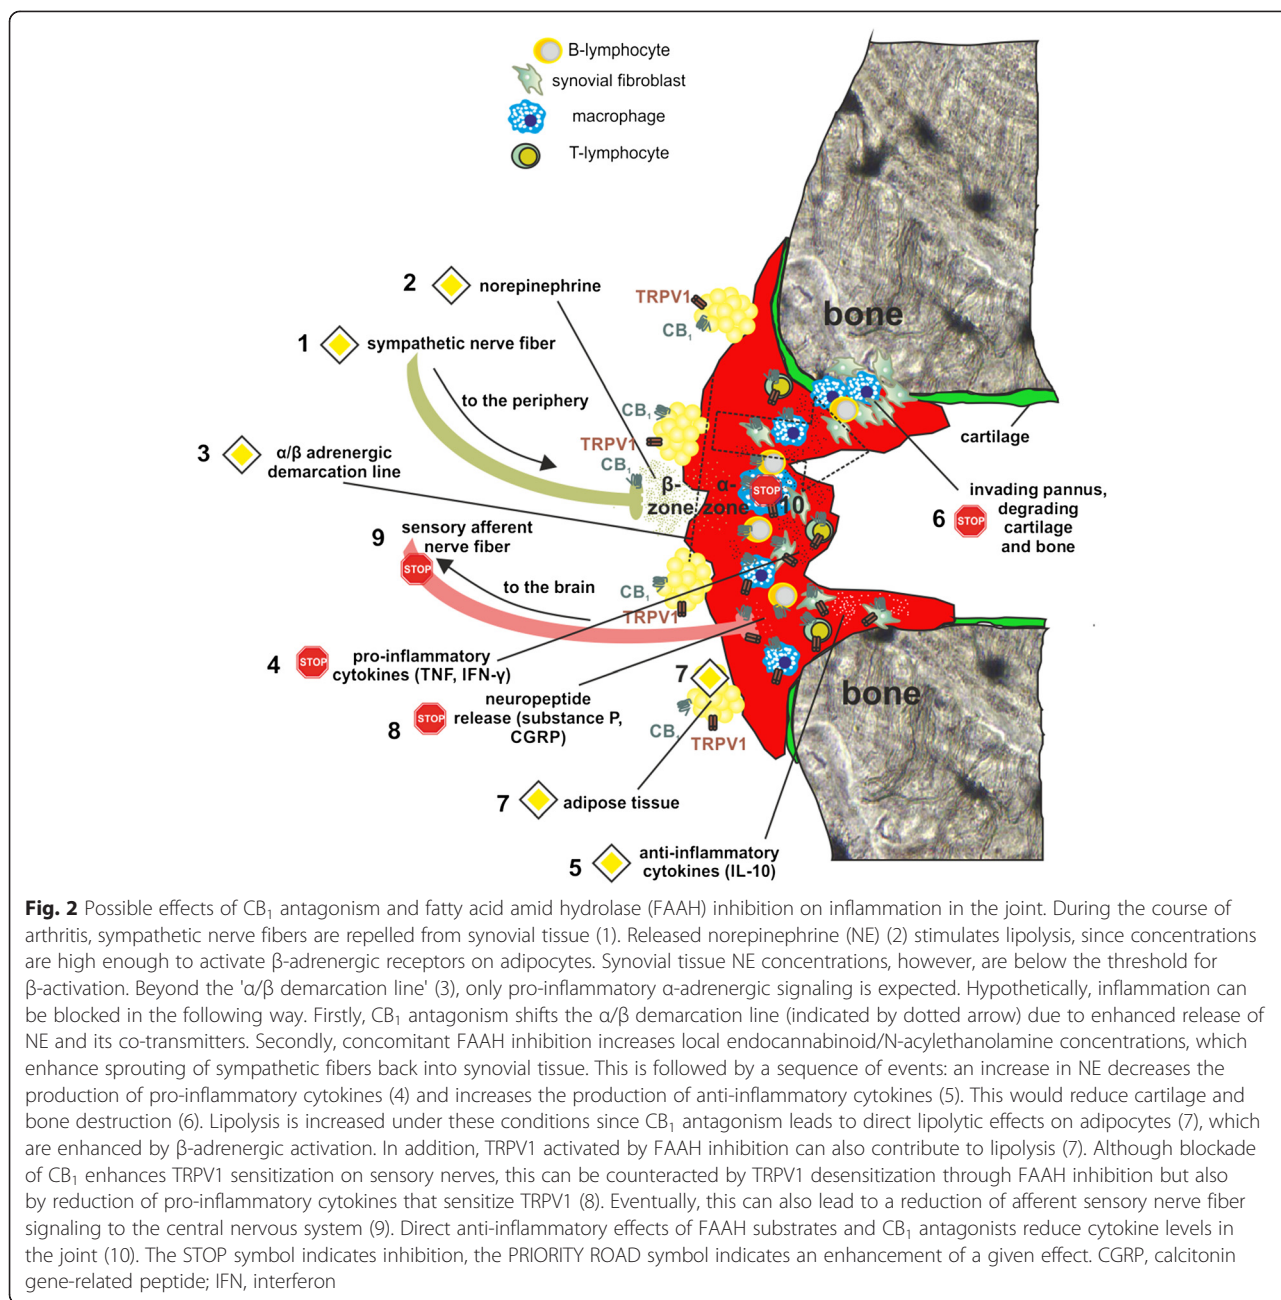 B-lymphocyte
synovial fibroblast
macrophage
T-lymphocyte
2 norepinephrine
1 sympathetic nerve fiber
to the periphery
3 α/β adrenergic
demarcation line
TRPV1
CB1
bone
CB1
TRPV1
CB1
β-
zone
α-
zone
STOP
10
cartilage
6 STOP
invading pannus,
degrading
cartilage
and bone
9 sensory afferent
nerve fiber
STOP
to the brain
CB1
TRPV1
4 STOP pro-inflammatory
cytokines (TNF, IFN-γ)
8 STOP neuropeptide
release (substance P,
CGRP)
7
CB1
TRPV1
bone
7 adipose tissue
5 anti-inflammatory
cytokines (IL-10)
Fig. 2 Possible effects of CB1 antagonism and fatty acid amid hydrolase (FAAH) inhibition on inflammation in the joint. During the course of
arthritis, sympathetic nerve fibers are repelled from synovial tissue (1). Released norepinephrine (NE) (2) stimulates lipolysis, since concentrations
are high enough to activate β-adrenergic receptors on adipocytes. Synovial tissue NE concentrations, however, are below the threshold for
β-activation. Beyond the 'α/β demarcation line' (3), only pro-inflammatory α-adrenergic signaling is expected. Hypothetically, inflammation can
be blocked in the following way. Firstly, CB1 antagonism shifts the α/β demarcation line (indicated by dotted arrow) due to enhanced release of
NE and its co-transmitters. Secondly, concomitant FAAH inhibition increases local endocannabinoid/N-acylethanolamine concentrations, which
enhance sprouting of sympathetic fibers back into synovial tissue. This is followed by a sequence of events: an increase in NE decreases the
production of pro-inflammatory cytokines (4) and increases the production of anti-inflammatory cytokines (5). This would reduce cartilage and
bone destruction (6). Lipolysis is increased under these conditions since CB1 antagonism leads to direct lipolytic effects on adipocytes (7), which
are enhanced by β-adrenergic activation. In addition, TRPV1 activated by FAAH inhibition can also contribute to lipolysis (7). Although blockade
of CB1 enhances TRPV1 sensitization on sensory nerves, this can be counteracted by TRPV1 desensitization through FAAH inhibition but also
by reduction of pro-inflammatory cytokines that sensitize TRPV1 (8). Eventually, this can also lead to a reduction of afferent sensory nerve fiber
signaling to the central nervous system (9). Direct anti-inflammatory effects of FAAH substrates and CB1 antagonists reduce cytokine levels in
the joint (10). The STOP symbol indicates inhibition, the PRIORITY ROAD symbol indicates an enhancement of a given effect. CGRP, calcitonin
gene-related peptide; IFN, interferon